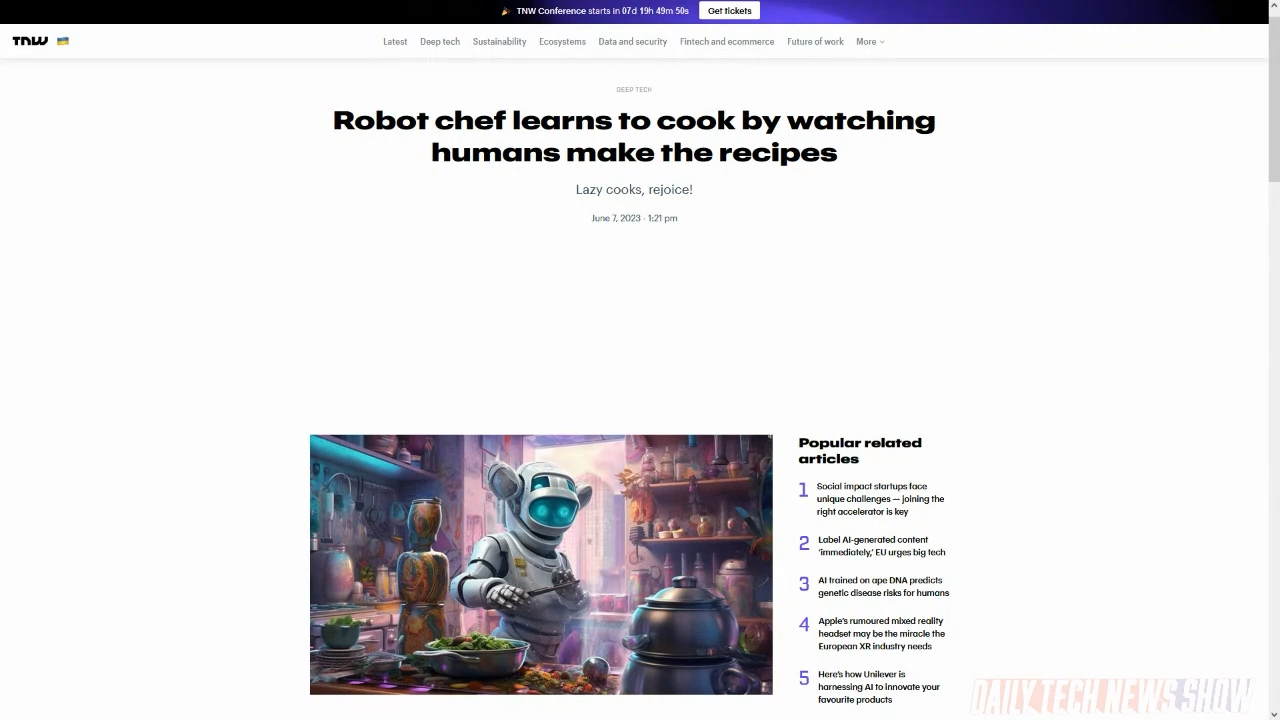 TNW Conference starts in 07d 19h 49m 50s
Get tickets
TNW
Latest
Deep tech
Sustainability
Ecosystems
Data and security
Fintech and ecommerce
Future of work
More
DEEP TECH
Robot chef learns to cook by watching
humans make the recipes
Lazy cooks, rejoice!
June 7, 2023 - 1:21 pm
Popular related
articles
1 Social impact startups face
unique challenges — joining the
right accelerator is key
2 Label AI-generated content
‘immediately,’ EU urges big tech
3 AI trained on ape DNA predicts
genetic disease risks for humans
4 Apple’s rumoured mixed reality
headset may be the miracle the
European XR industry needs
5 Here’s how Unilever is
harnessing AI to innovate your
favourite products
DAILY TECH NEWS SHOW